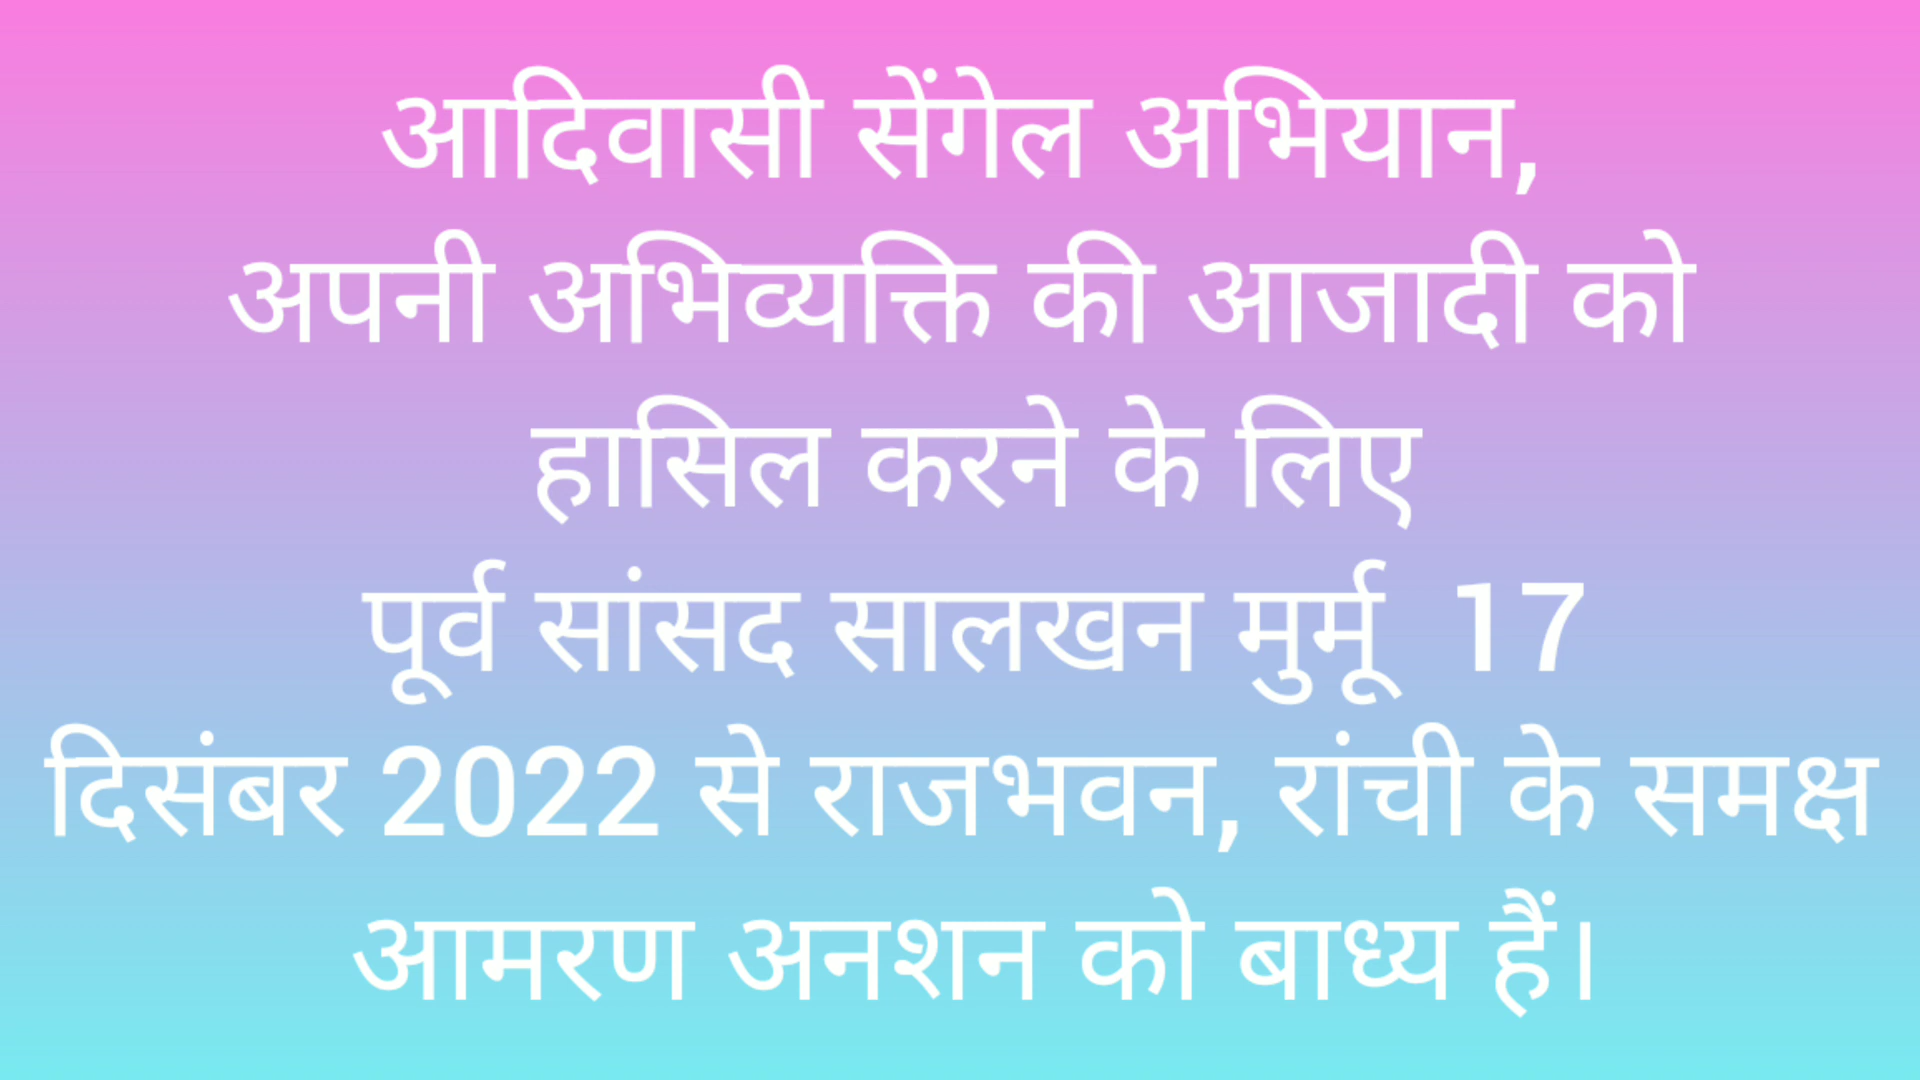 आदिवासी सेंगेल अभियान,
अपनी अभिव्यक्ति की आजादी को
हासिल करने के लिए
पूर्व सांसद सालखन मुर्मू 17
दिसंबर 2022 से राजभवन, रांची के समक्ष
आमरण अनशन को बाध्य हैं।